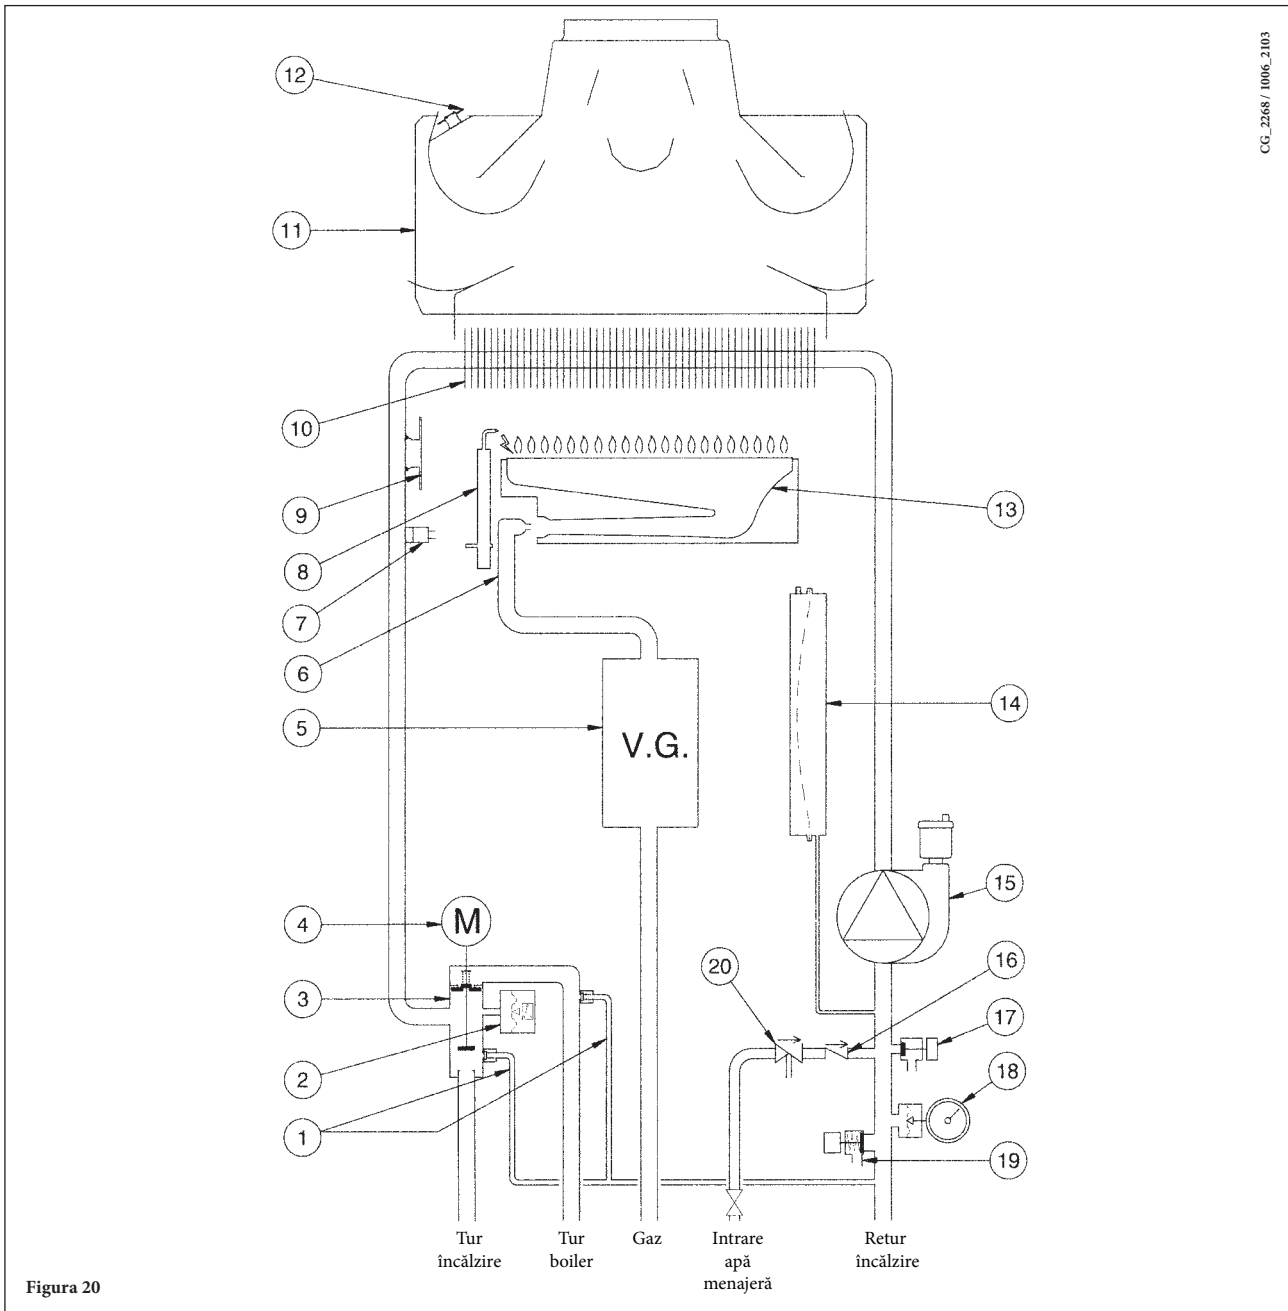 CG_2268 / 1006_2103
12
11
10
9
8
7
6
5
4
3
2
1
13
14
15
16
17
18
19
20
V.G.
M
Tur
încălzire
Tur
boiler
Gaz
Intrare
apă
menajeră
Retur
încălzire
Figura 20